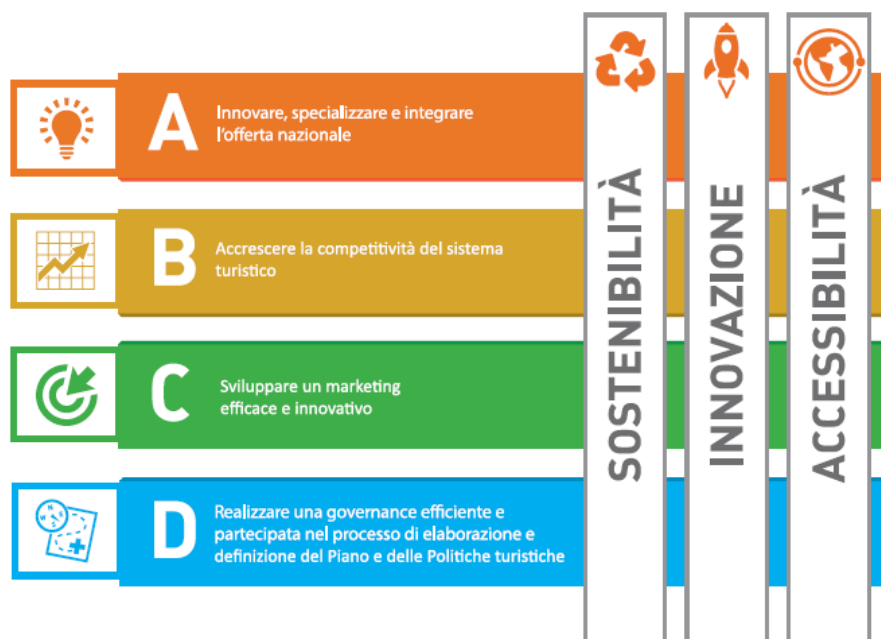 A
Innovare, specializzare e integrare
l'offerta nazionale
B
Accrescere la competitività del sistema
turistico
C
Sviluppare un marketing
efficace e innovativo
D
Realizzare una governance efficiente e
partecipata nel processo di elaborazione e
definizione del Piano e delle Politiche turistiche
SOSTENIBILITÀ
INNOVAZIONE
ACCESSIBILITÀ